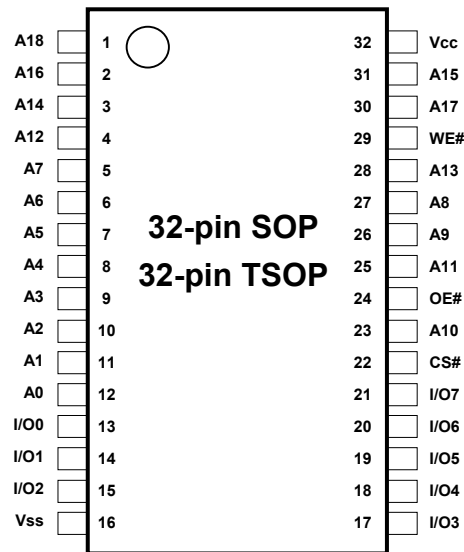 A18 1 32 Vcc
A16 2 31 A15
A14 3 30 A17
A12 4 29 WE#
A7 5 28 A13
A6 6 27 A8
A5 7 26 A9
A4 8 25 A11
A3 9 24 OE#
A2 10 23 A10
A1 11 22 CS#
A0 12 21 I/O7
I/O0 13 20 I/O6
I/O1 14 19 I/O5
I/O2 15 18 I/O4
Vss 16 17 I/O3
32-pin SOP
32-pin TSOP